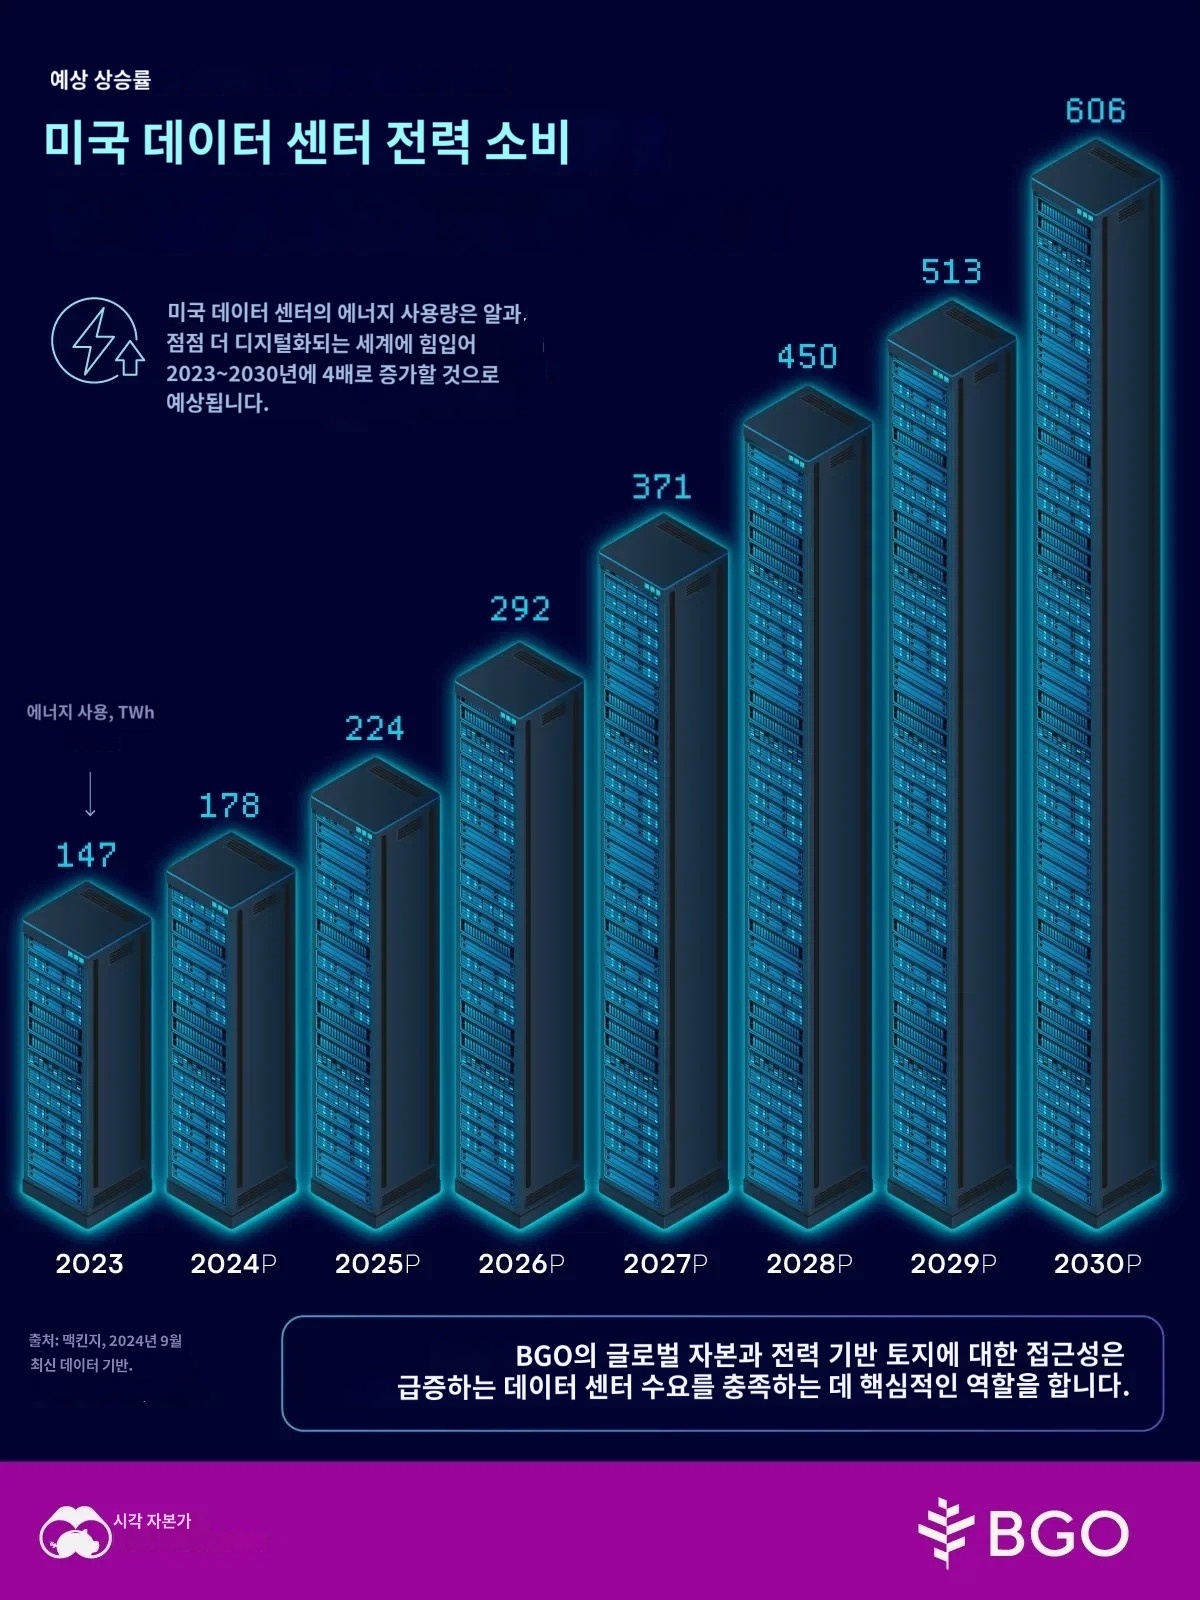 예상 상승률
미국 데이터 센터 전력 소비
미국 데이터 센터의 에너지 사용량은 알과.
점점 더 디지털화되는 세계에 힘입어
2023~2030년에 4배로 증가할 것으로
예상됩니다.
606
513
450
371
292
에너지 사용, TWh
224
178
147
2023 2024P 2025P 2026P 2027P 2028P 2029P 2030P
출처: 맥킨지, 2024년 9월
최신 데이터 기반.
BGO의 글로벌 자본과 전력 기반 토지에 대한 접근성은
급증하는 데이터 센터 수요를 충족하는 데 핵심적인 역할을 합니다.
시각 자본가
BGO